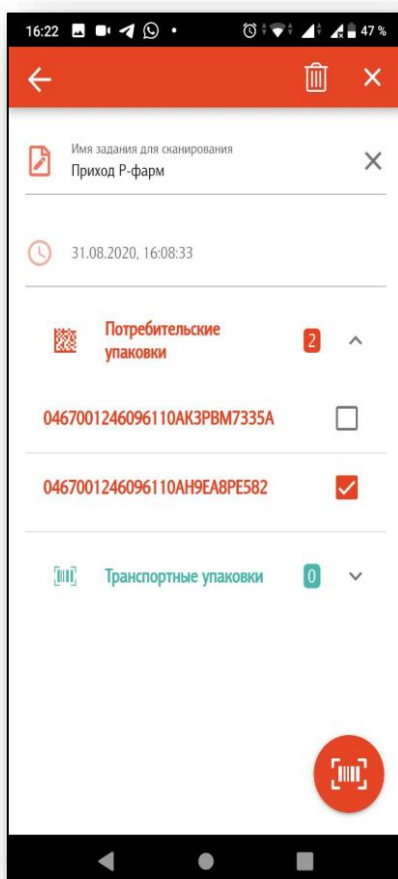 16:22
47 %
Имя задания для сканирования
Приход Р-фарм
31.08.2020, 16:08:33
Потребительские
упаковки
2
0467001246096110AK3PBM7335A
0467001246096110AH9EA8PE582
Транспортные упаковки
0